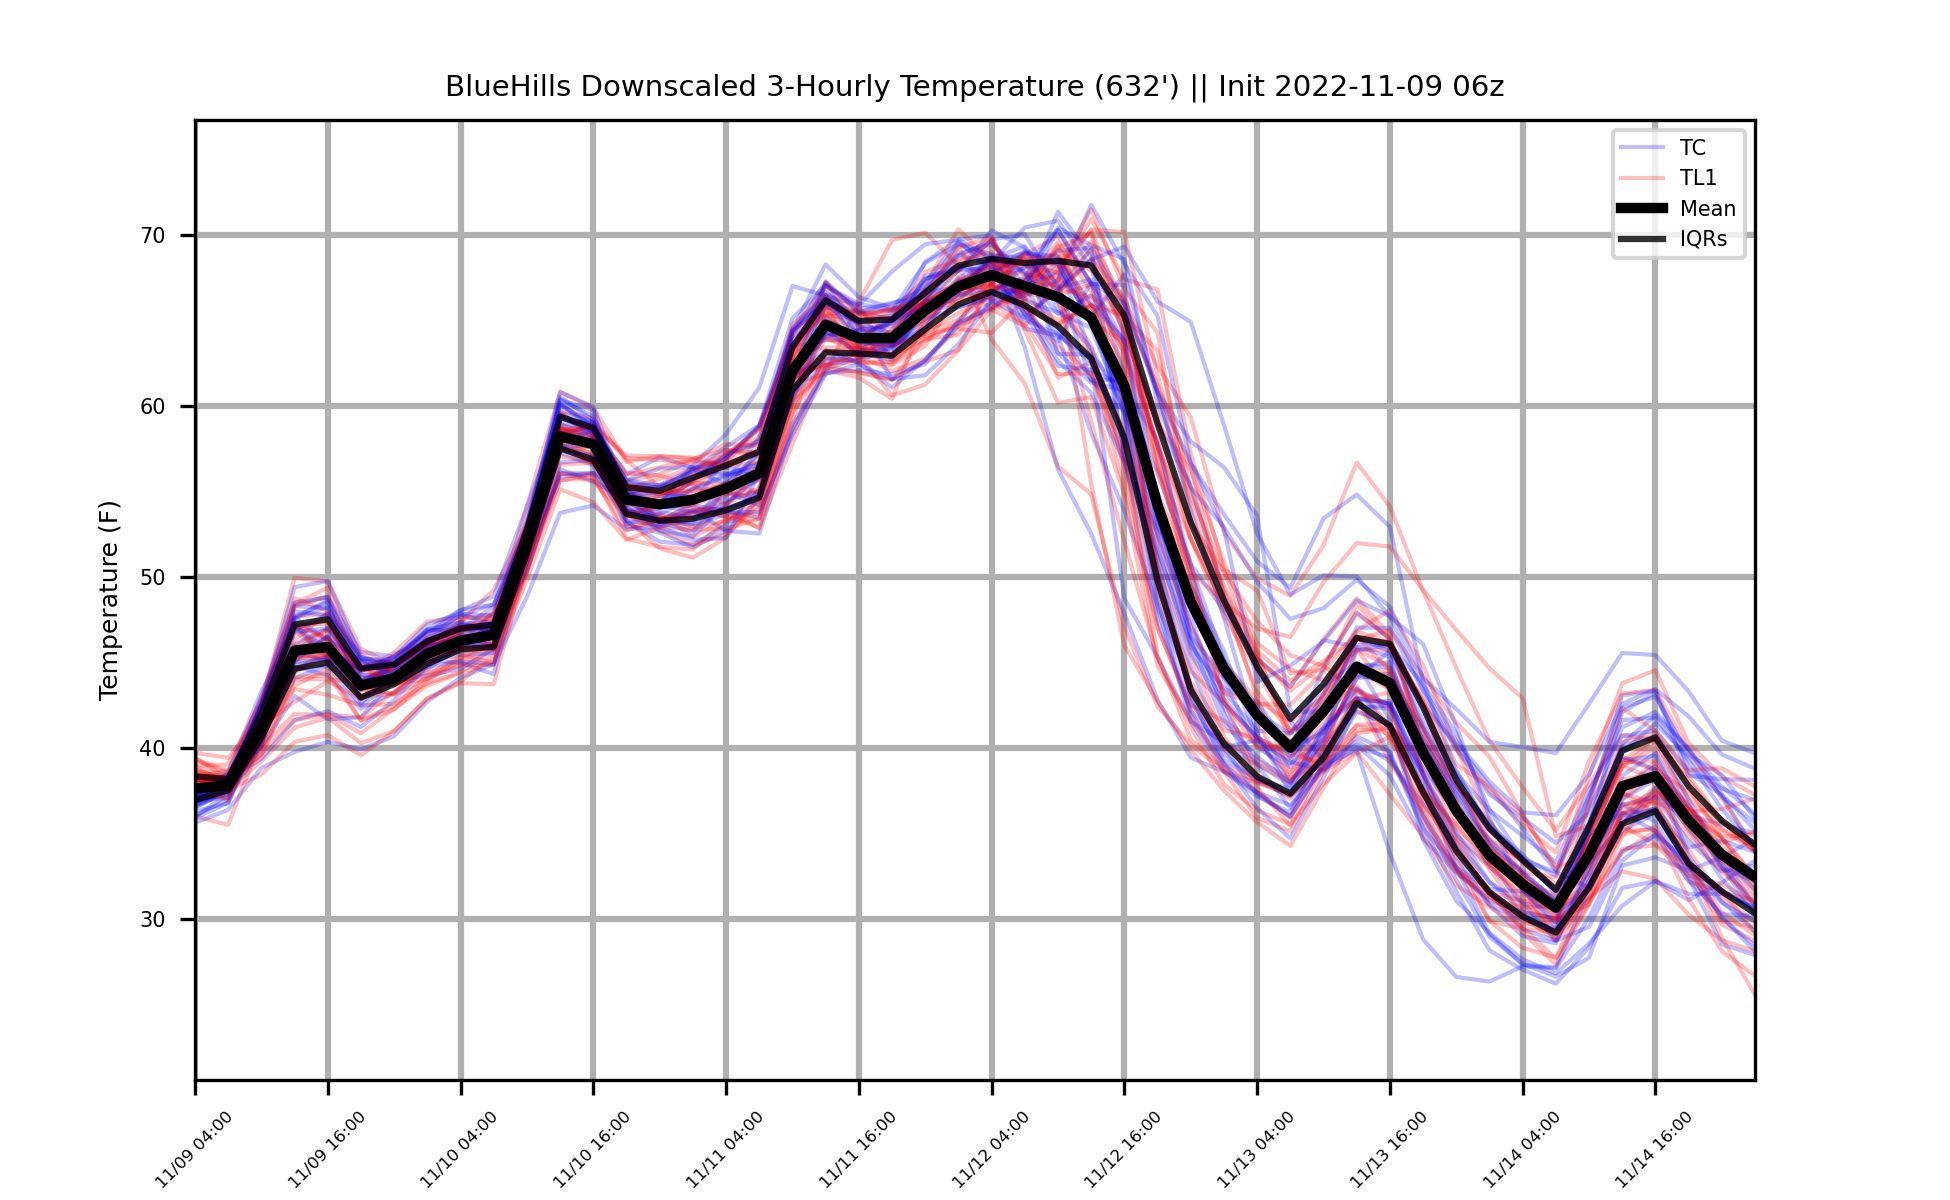 BlueHills Downscaled 3-Hourly Temperature (632') || Init 2022-11-09 06z
TC
TL1
Mean
IQRs
Temperature (F)
70
60
50
40
30
11/09 04:00
11/09 16:00
11/10 04:00
11/10 16:00
11/11 04:00
11/11 16:00
11/12 04:00
11/12 16:00
11/13 04:00
11/13 16:00
11/14 04:00
11/14 16:00